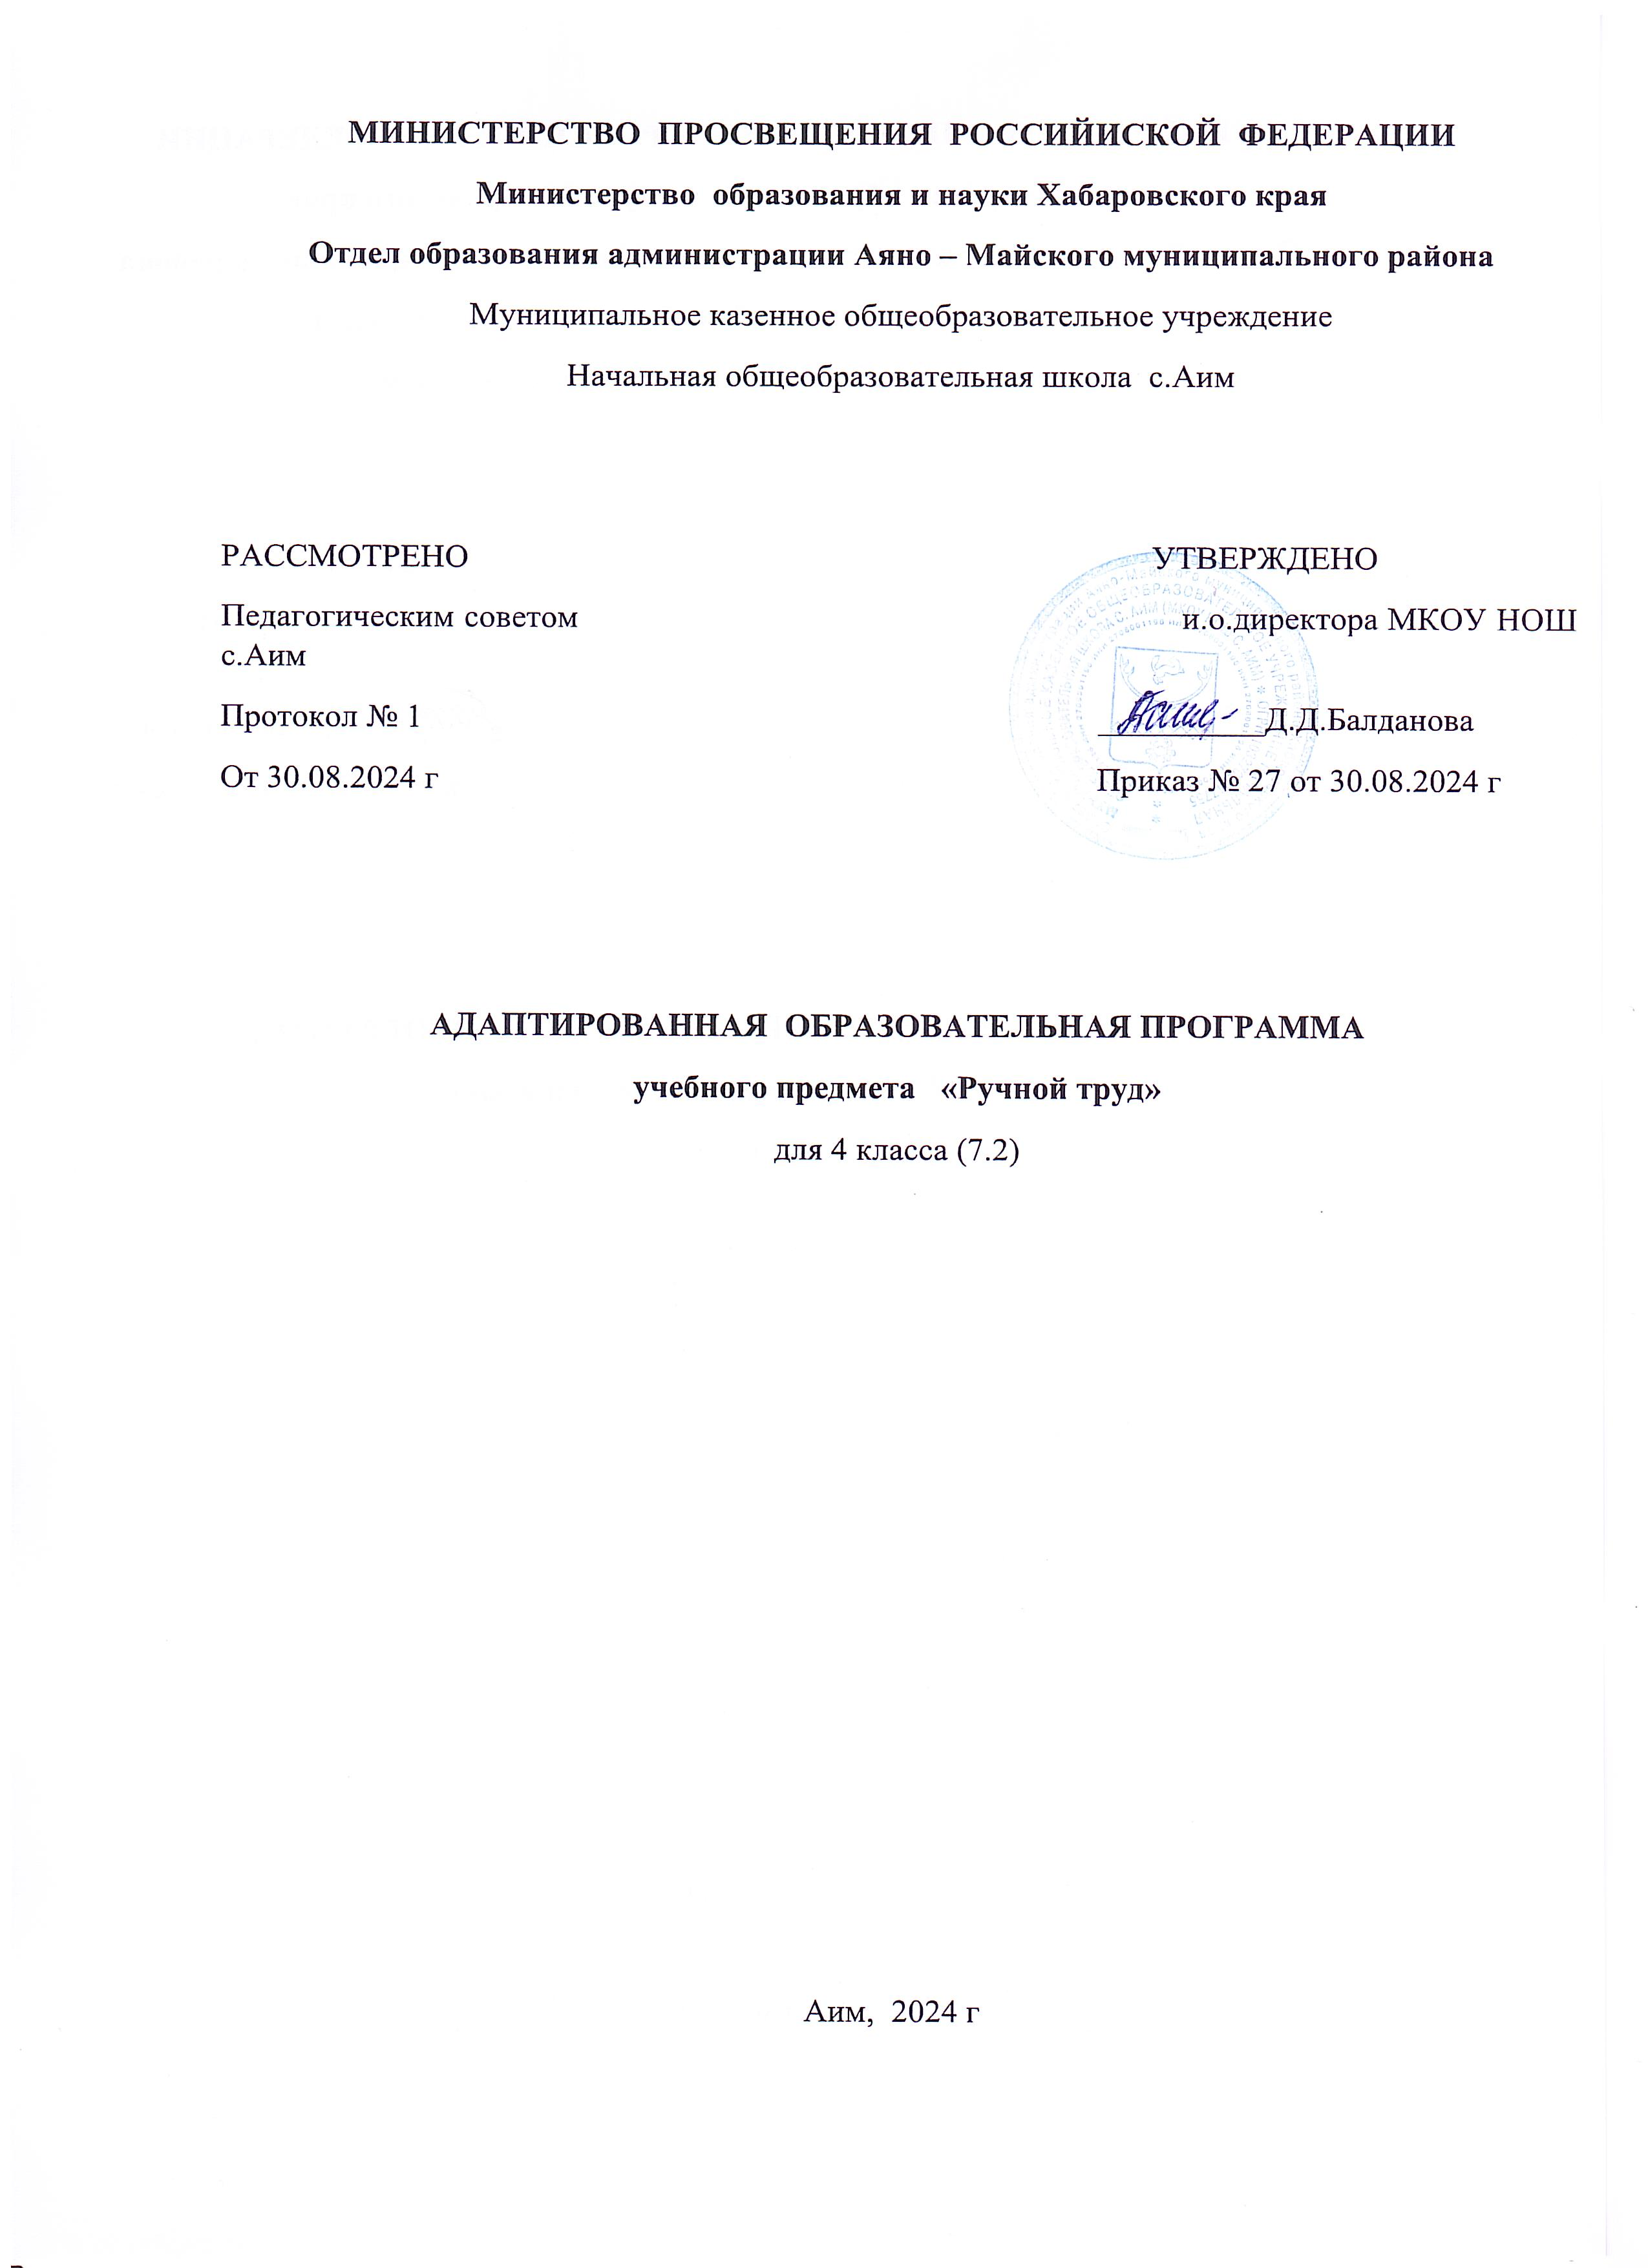 МИНИСТЕРСТВО ПРОСВЕЩЕНИЯ РОССИЙИСКОЙ ФЕДЕРАЦИИ
Министерство образования и науки Хабаровского края
Отдел образования администрации Аяно – Майского муниципального района
Муниципальное казенное общеобразовательное учреждение
Начальная общеобразовательная школа с.Аим
РАССМОТРЕНО
Педагогическим советом
с.Аим
Протокол № 1
От 30.08.2024 г
УТВЕРЖДЕНО
и.о.директора МКОУ НОШ
__________Д.Д.Балданова
Приказ № 27 от 30.08.2024 г
АДАПТИРОВАННАЯ ОБРАЗОВАТЕЛЬНАЯ ПРОГРАММА
учебного предмета «Ручной труд»
для 4 класса (7.2)
Аим, 2024 г